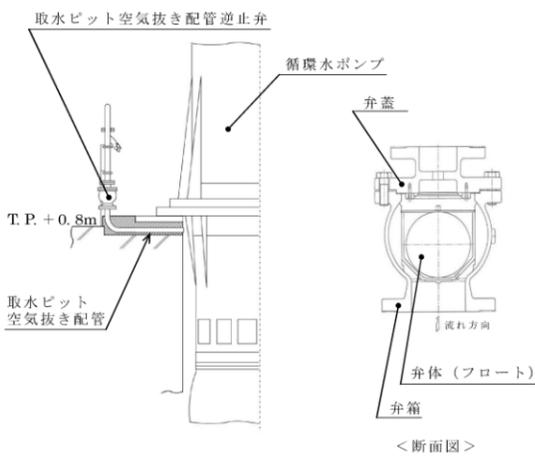 取水ピット空気抜き配管逆止弁
循環水ポンプ
弁蓋
T.P.＋0.8m
取水ピット
空気抜き配管
流れ方向
弁体（フロート）
弁箱
＜断面図＞